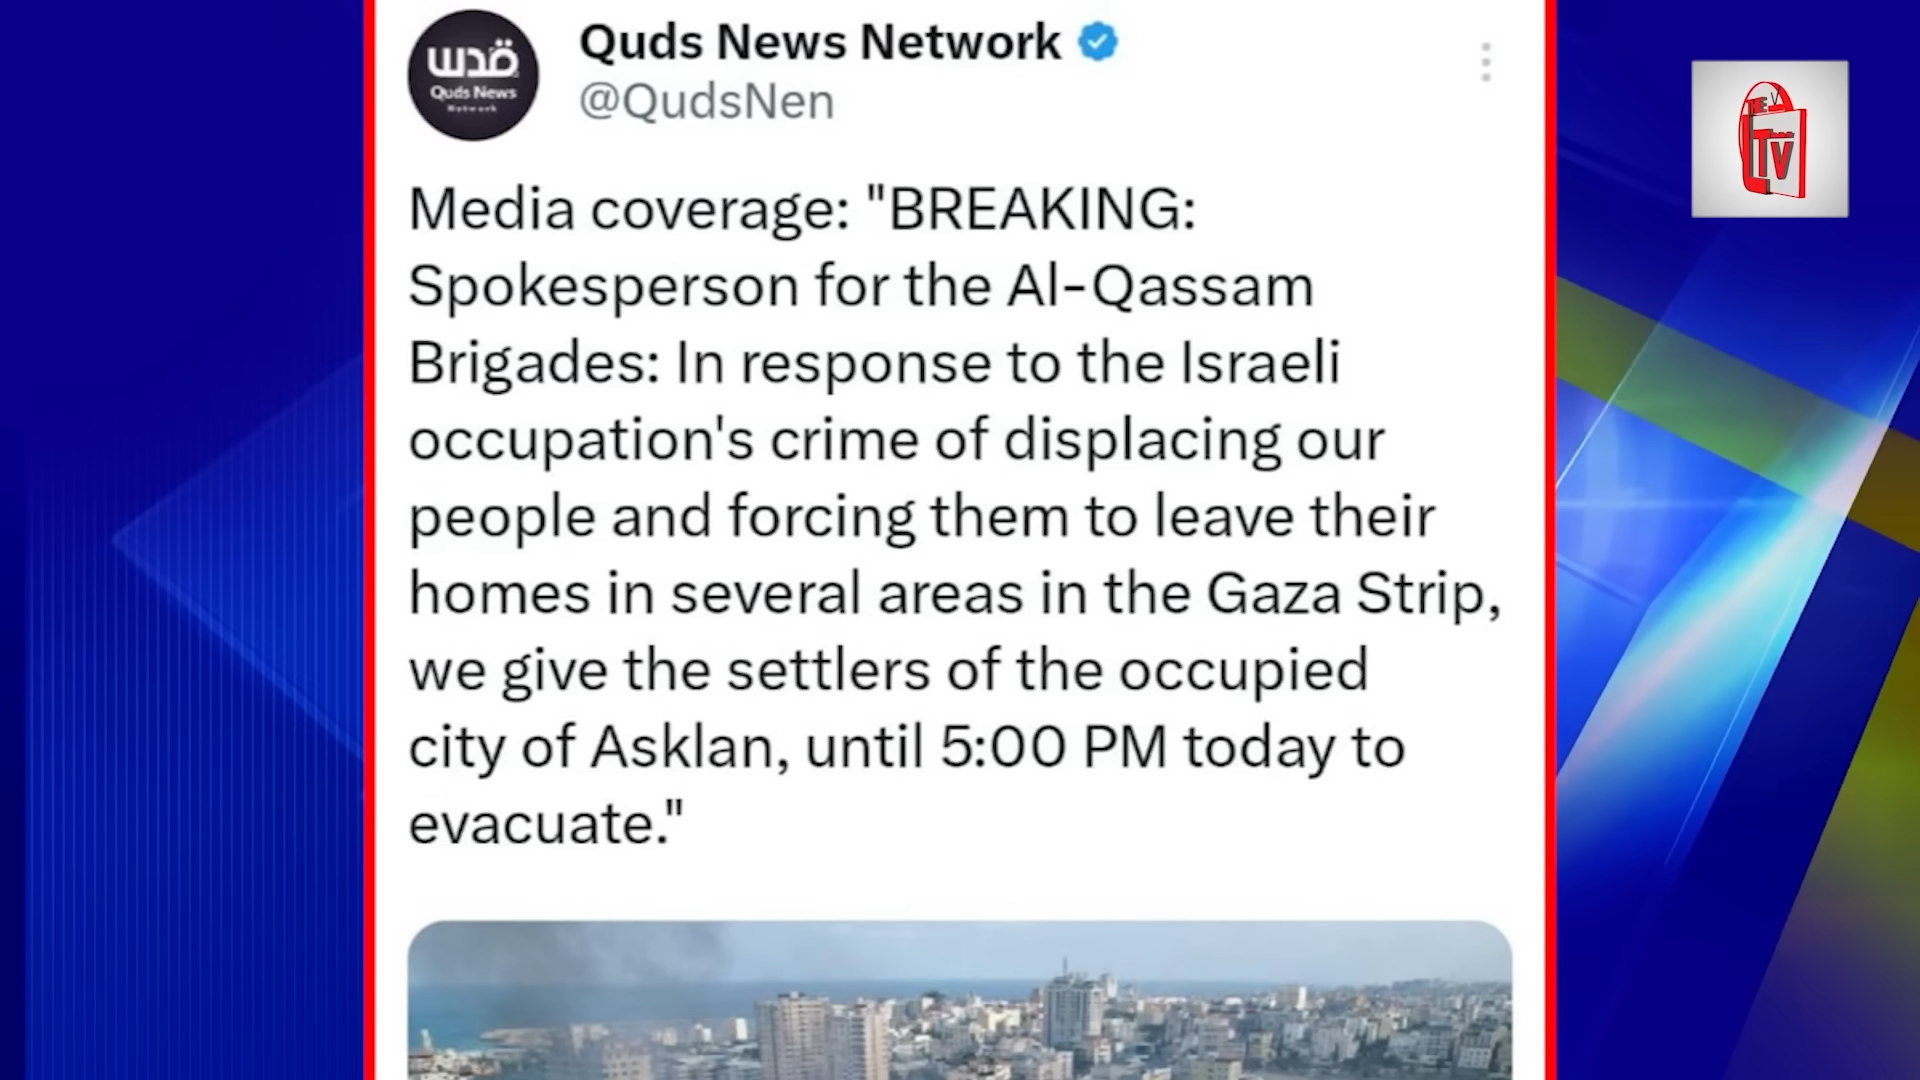 قدس
Quds News
Network
Quds News Network
@QudsNen
Media coverage: "BREAKING:
Spokesperson for the Al-Qassam
Brigades: In response to the Israeli
occupation's crime of displacing our
people and forcing them to leave their
homes in several areas in the Gaza Strip,
we give the settlers of the occupied
city of Asklan, until 5:00 PM today to
evacuate."
THE
TV